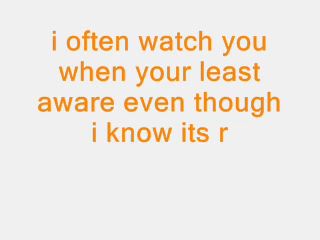 i often watch you
when your least
aware even though
i know its r